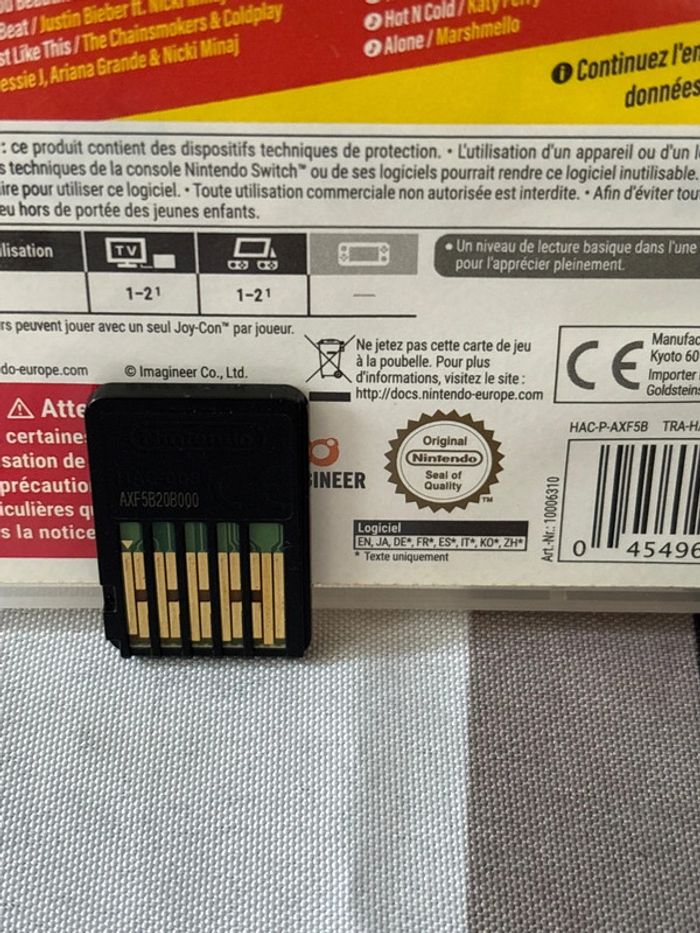 Beat / Justin Bieber ft. Nicki
st Like This / The Chainsmokers & Coldplay
essie J, Ariana Grande & Nicki Minaj
Hot N Cold / Katy Perry
Alone / Marshmello
Continuez l'en
données
: ce produit contient des dispositifs techniques de protection. • L'utilisation d'un appareil ou d'un l
s techniques de la console Nintendo Switch™ ou de ses logiciels pourrait rendre ce logiciel inutilisable.
ire pour utiliser ce logiciel. • Toute utilisation commerciale non autorisée est interdite. • Afin d'éviter tou
eu hors de portée des jeunes enfants.
ilisation
TV
1-2¹
1-2¹
—
• Un niveau de lecture basique dans l'une
pour l'apprécier pleinement.
rs peuvent jouer avec un seul Joy-Con™ par joueur.
do-europe.com
© Imagineer Co., Ltd.
Ne jetez pas cette carte de jeu
à la poubelle. Pour plus
d'informations, visitez le site :
http://docs.nintendo-europe.com
CE
Manufac
Kyoto 60
Importer
Goldsteins
Atte
certaine
sation de
précautio
iculières q
s la notice
Nintendo
AXF5B20B000
GINEER
Original
Nintendo
Seal of
Quality
™
HAC-P-AXF5B TRA-HA
Logiciel
EN, JA, DE*, FR*, ES*, IT*, KO*, ZH*
* Texte uniquement
Art.-Nr.: 10006310
0 45496